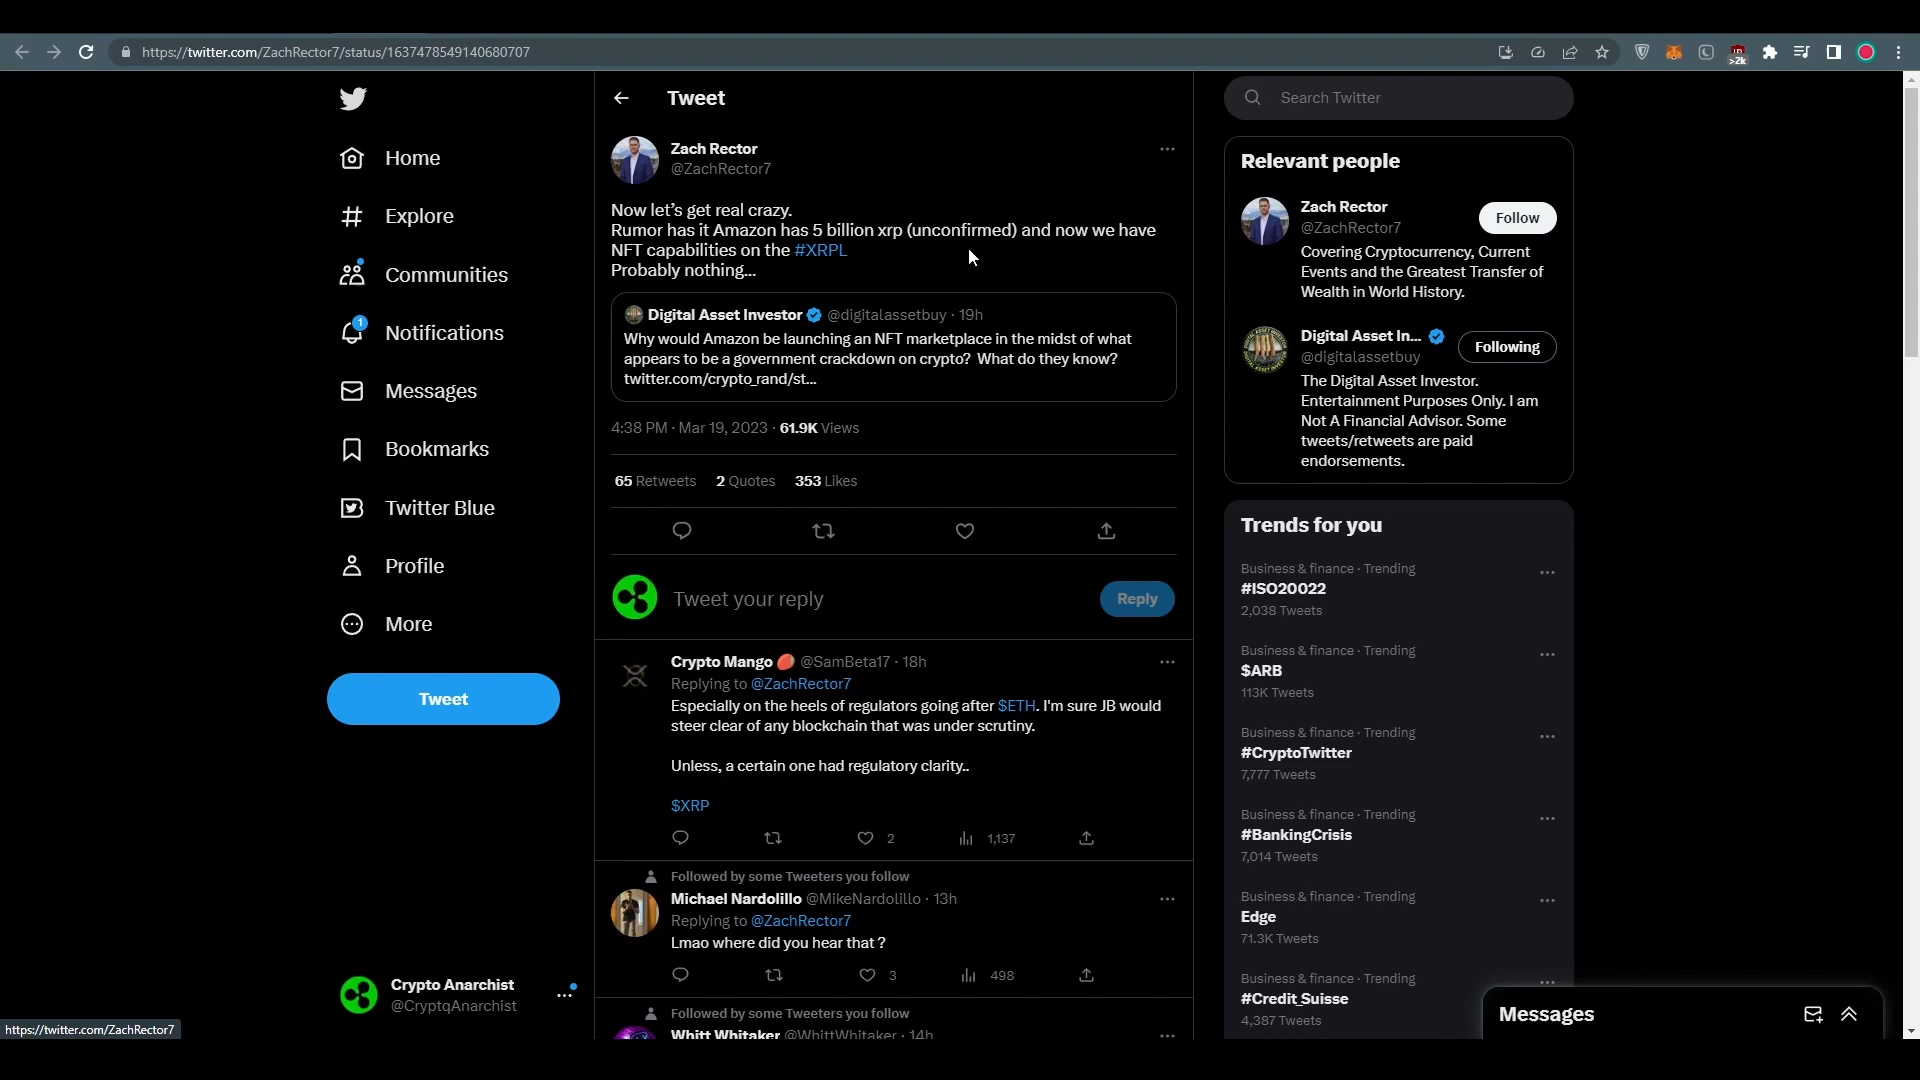 https://twitter.com/ZachRector7/status/1637478549140680707
>2k
Home
Explore
Communities
1
Notifications
Messages
Bookmarks
Twitter Blue
Profile
More
Tweet
Crypto Anarchist
@CryptqAnarchist
https://twitter.com/ZachRector7
Tweet
Zach Rector
@ZachRector7
Now let's get real crazy.
Rumor has it Amazon has 5 billion xrp (unconfirmed) and now we have
NFT capabilities on the #XRPL
Probably nothing...
Digital Asset Investor @digitalassetbuy · 19h
Why would Amazon be launching an NFT marketplace in the midst of what
appears to be a government crackdown on crypto? What do they know?
twitter.com/crypto_rand/st...
4:38 PM · Mar 19, 2023 · 61.9K Views
65 Retweets 2 Quotes 353 Likes
Tweet your reply
Reply
Crypto Mango 🥭 @SamBeta17 · 18h
Replying to @ZachRector7
Especially on the heels of regulators going after $ETH. I'm sure JB would
steer clear of any blockchain that was under scrutiny.
Unless, a certain one had regulatory clarity..
$XRP
2 1,137
Followed by some Tweeters you follow
Michael Nardolillo @MikeNardolillo · 13h
Replying to @ZachRector7
Lmao where did you hear that ?
3 498
Followed by some Tweeters you follow
Whitt Whitaker @WhittWhitaker · 14h
Search Twitter
Relevant people
Zach Rector
@ZachRector7
Follow
Covering Cryptocurrency, Current
Events and the Greatest Transfer of
Wealth in World History.
Digital Asset In...
@digitalassetbuy
Following
The Digital Asset Investor.
Entertainment Purposes Only. I am
Not A Financial Advisor. Some
tweets/retweets are paid
endorsements.
Trends for you
Business & finance · Trending
#ISO20022
2,038 Tweets
Business & finance · Trending
$ARB
113K Tweets
Business & finance · Trending
#CryptoTwitter
7,777 Tweets
Business & finance · Trending
#BankingCrisis
7,014 Tweets
Business & finance · Trending
Edge
71.3K Tweets
Business & finance · Trending
#Credit_Suisse
4,387 Tweets
Messages